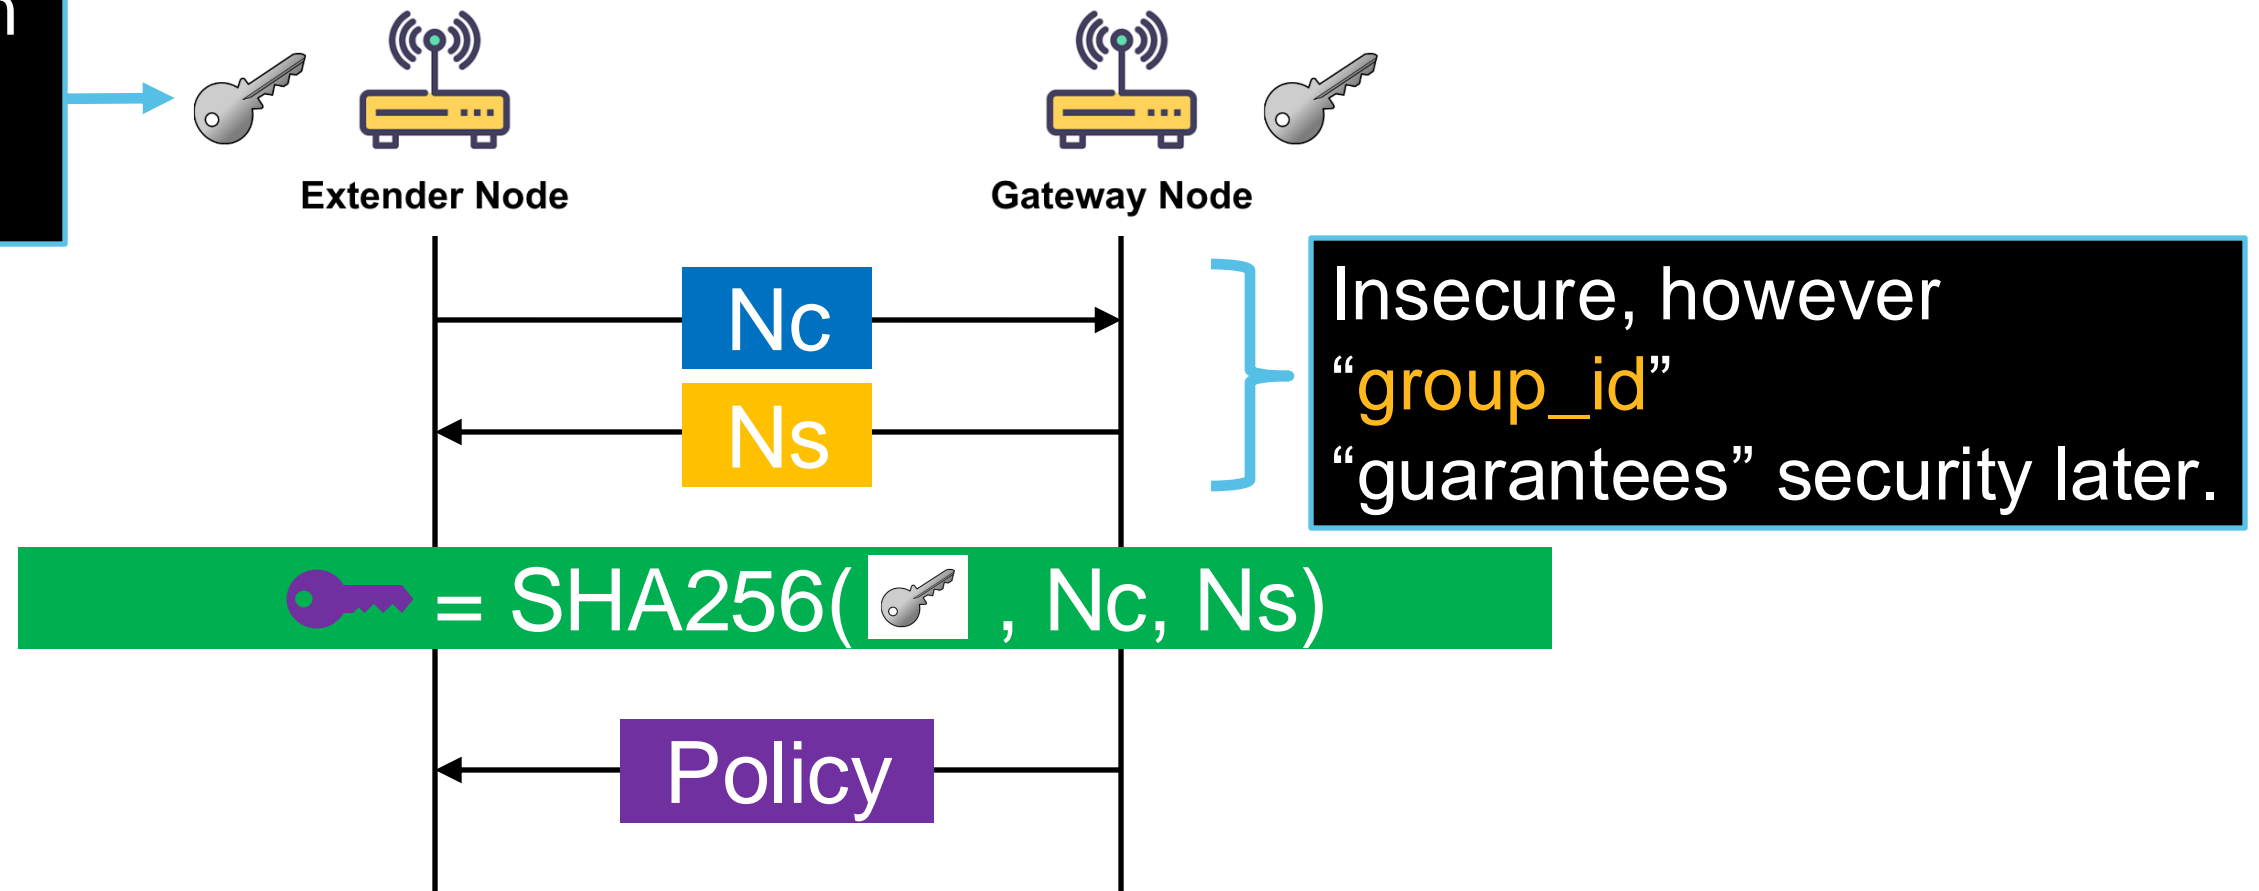 Extender Node
Gateway Node
Nc
Ns
Insecure, however
“group_id”
“guarantees” security later.
= SHA256( , Nc, Ns)
Policy